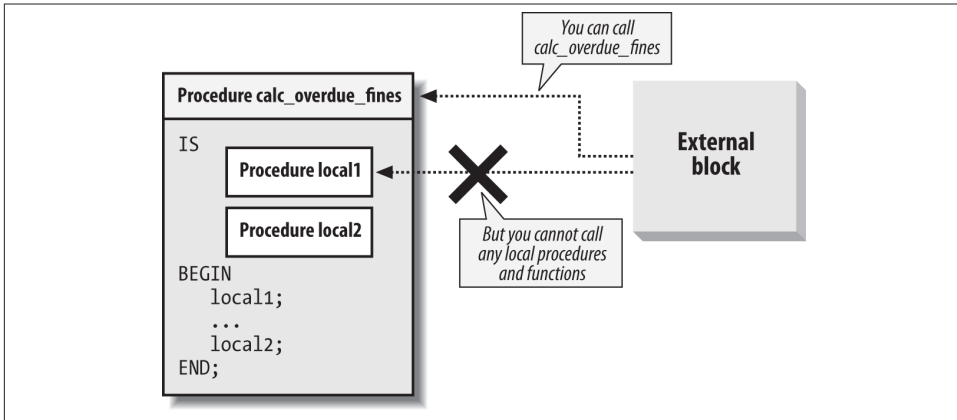 You can call
calc_overdue_fines
Procedure calc_overdue_fines
IS
Procedure local1
Procedure local2
BEGIN
local1;
...
local2;
END;
External
block
But you cannot call
any local procedures
and functions